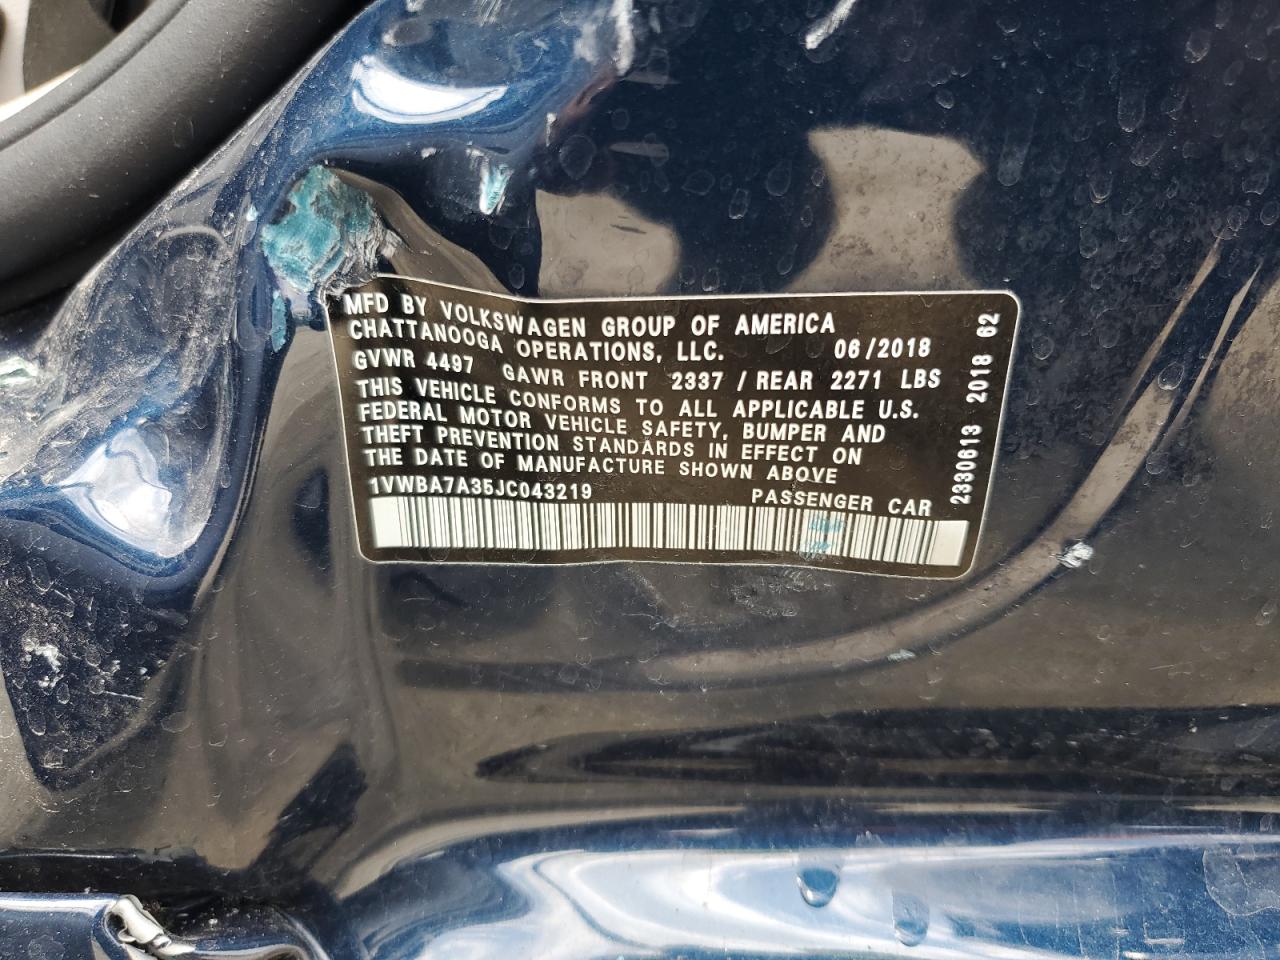 MFD BY VOLKSWAGEN GROUP OF AMERICA
CHATTANOOGA OPERATIONS, LLC. 06/2018
GVWR 4497 GAWR FRONT 2337 / REAR 2271 LBS
THIS VEHICLE CONFORMS TO ALL APPLICABLE U.S.
FEDERAL MOTOR VEHICLE SAFETY, BUMPER AND
THEFT PREVENTION STANDARDS IN EFFECT ON
THE DATE OF MANUFACTURE SHOWN ABOVE
1VWBA7A35JC043219 PASSENGER CAR
2330613 2018 62